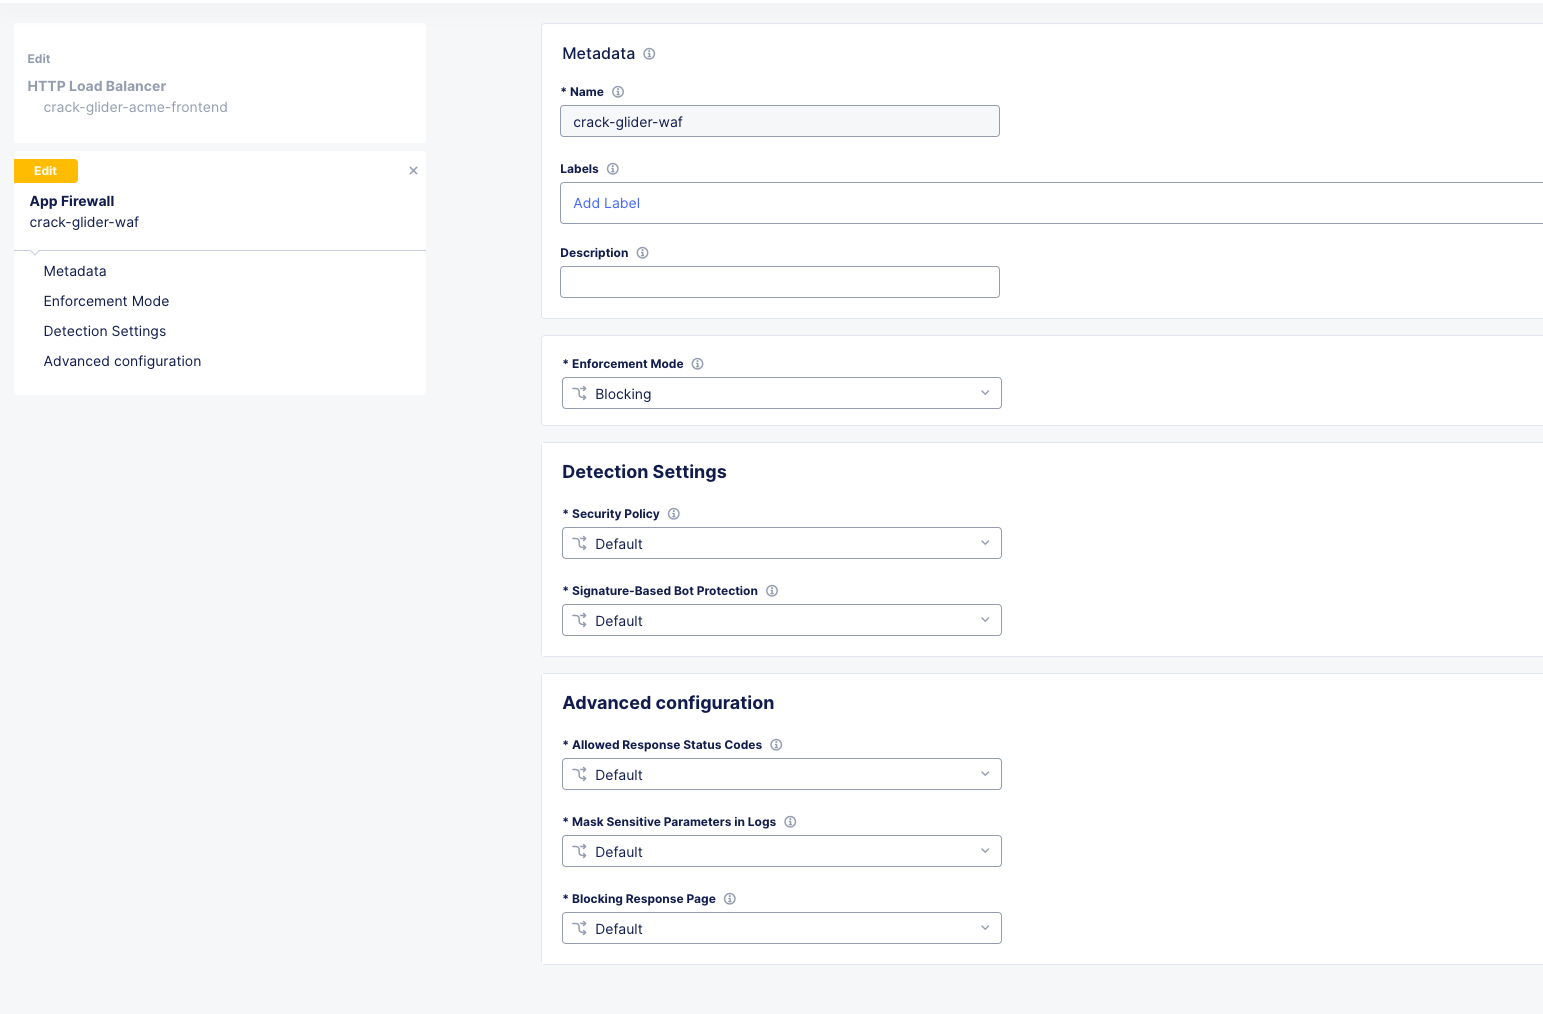 Edit
HTTP Load Balancer
crack-glider-acme-frontend
Edit
App Firewall
crack-glider-waf
Metadata
Enforcement Mode
Detection Settings
Advanced configuration
Metadata
* Name
crack-glider-waf
Labels
Add Label
Description
* Enforcement Mode
Blocking
Detection Settings
* Security Policy
Default
* Signature-Based Bot Protection
Default
Advanced configuration
* Allowed Response Status Codes
Default
* Mask Sensitive Parameters in Logs
Default
* Blocking Response Page
Default